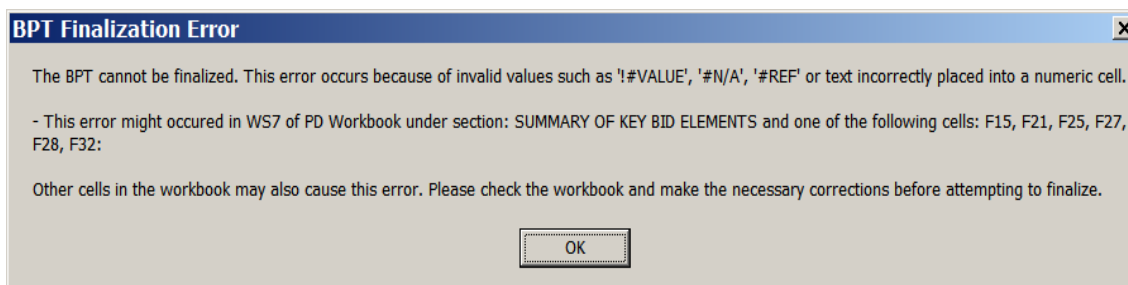 BPT Finalization Error
The BPT cannot be finalized. This error occurs because of invalid values such as '!#VALUE', '#N/A', '#REF' or text incorrectly placed into a numeric cell.
- This error might occured in WS7 of PD Workbook under section: SUMMARY OF KEY BID ELEMENTS and one of the following cells: F15, F21, F25, F27,
F28, F32:
Other cells in the workbook may also cause this error. Please check the workbook and make the necessary corrections before attempting to finalize.
OK